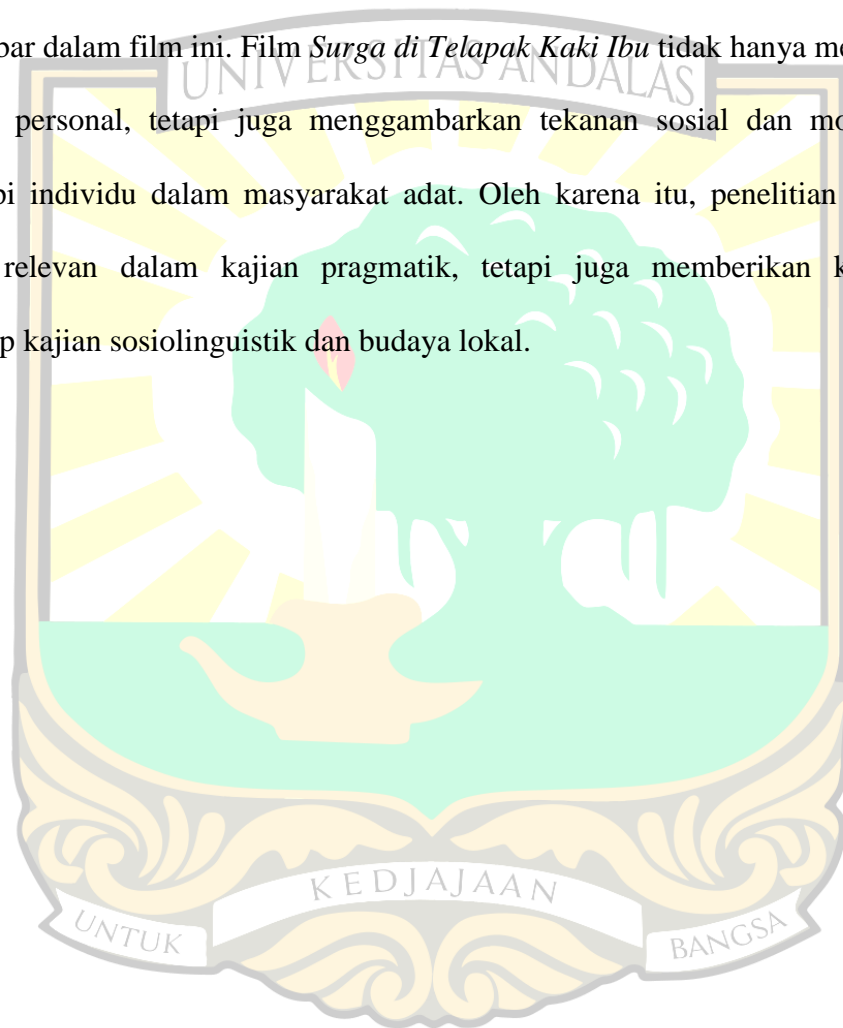 bar dalam film ini. Film Surga di Telapak Kaki Ibu tidak hanya me
UNIVERSITAS ANDALAS
personal, tetapi juga menggambarkan tekanan sosial dan mo
pi individu dalam masyarakat adat. Oleh karena itu, penelitian
relevan dalam kajian pragmatik, tetapi juga memberikan k
p kajian sosiolinguistik dan budaya lokal.
KEDJAJAAN
UNTUK
BANGSA